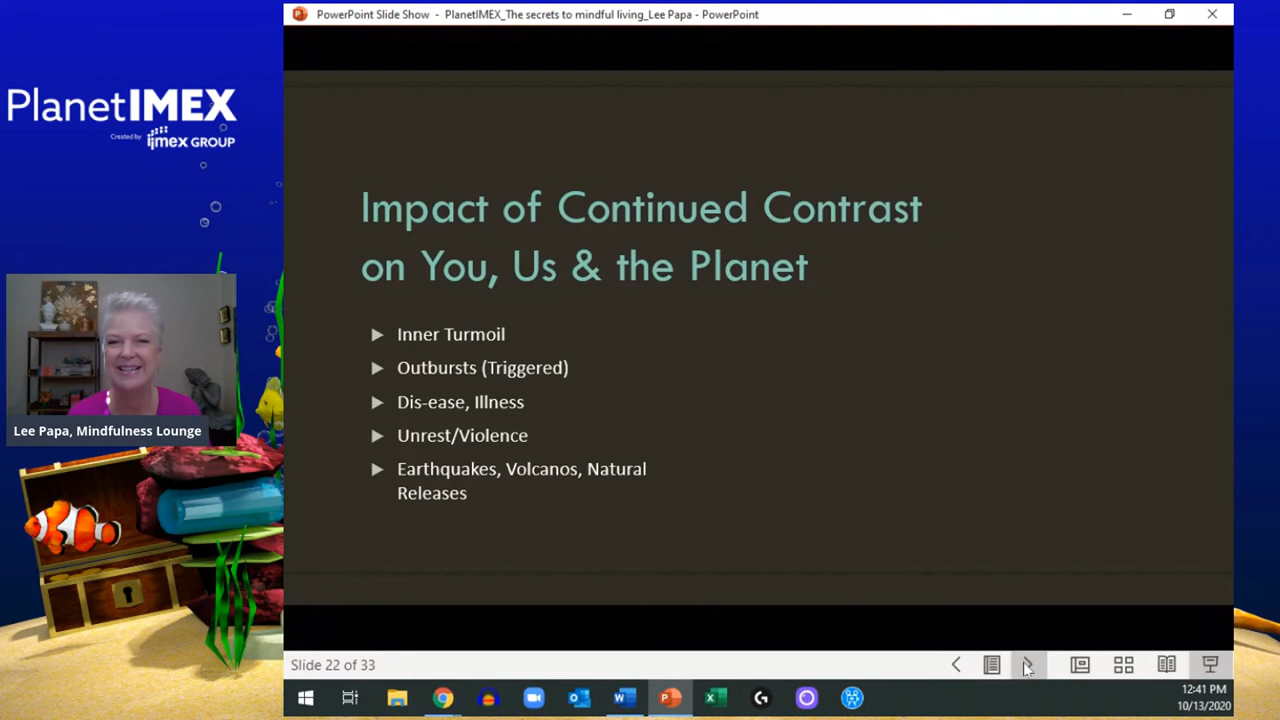 PowerPoint Slide Show - PlanetIMEX_The secrets to mindful living_Lee Papa - PowerPoint
PlanetIMEX
Created by imex GROUP
Impact of Continued Contrast
on You, Us & the Planet
Inner Turmoil
Outbursts (Triggered)
Dis-ease, Illness
Unrest/Violence
Earthquakes, Volcanos, Natural
Releases
Lee Papa, Mindfulness Lounge
Slide 22 of 33
12:41 PM
10/13/2020